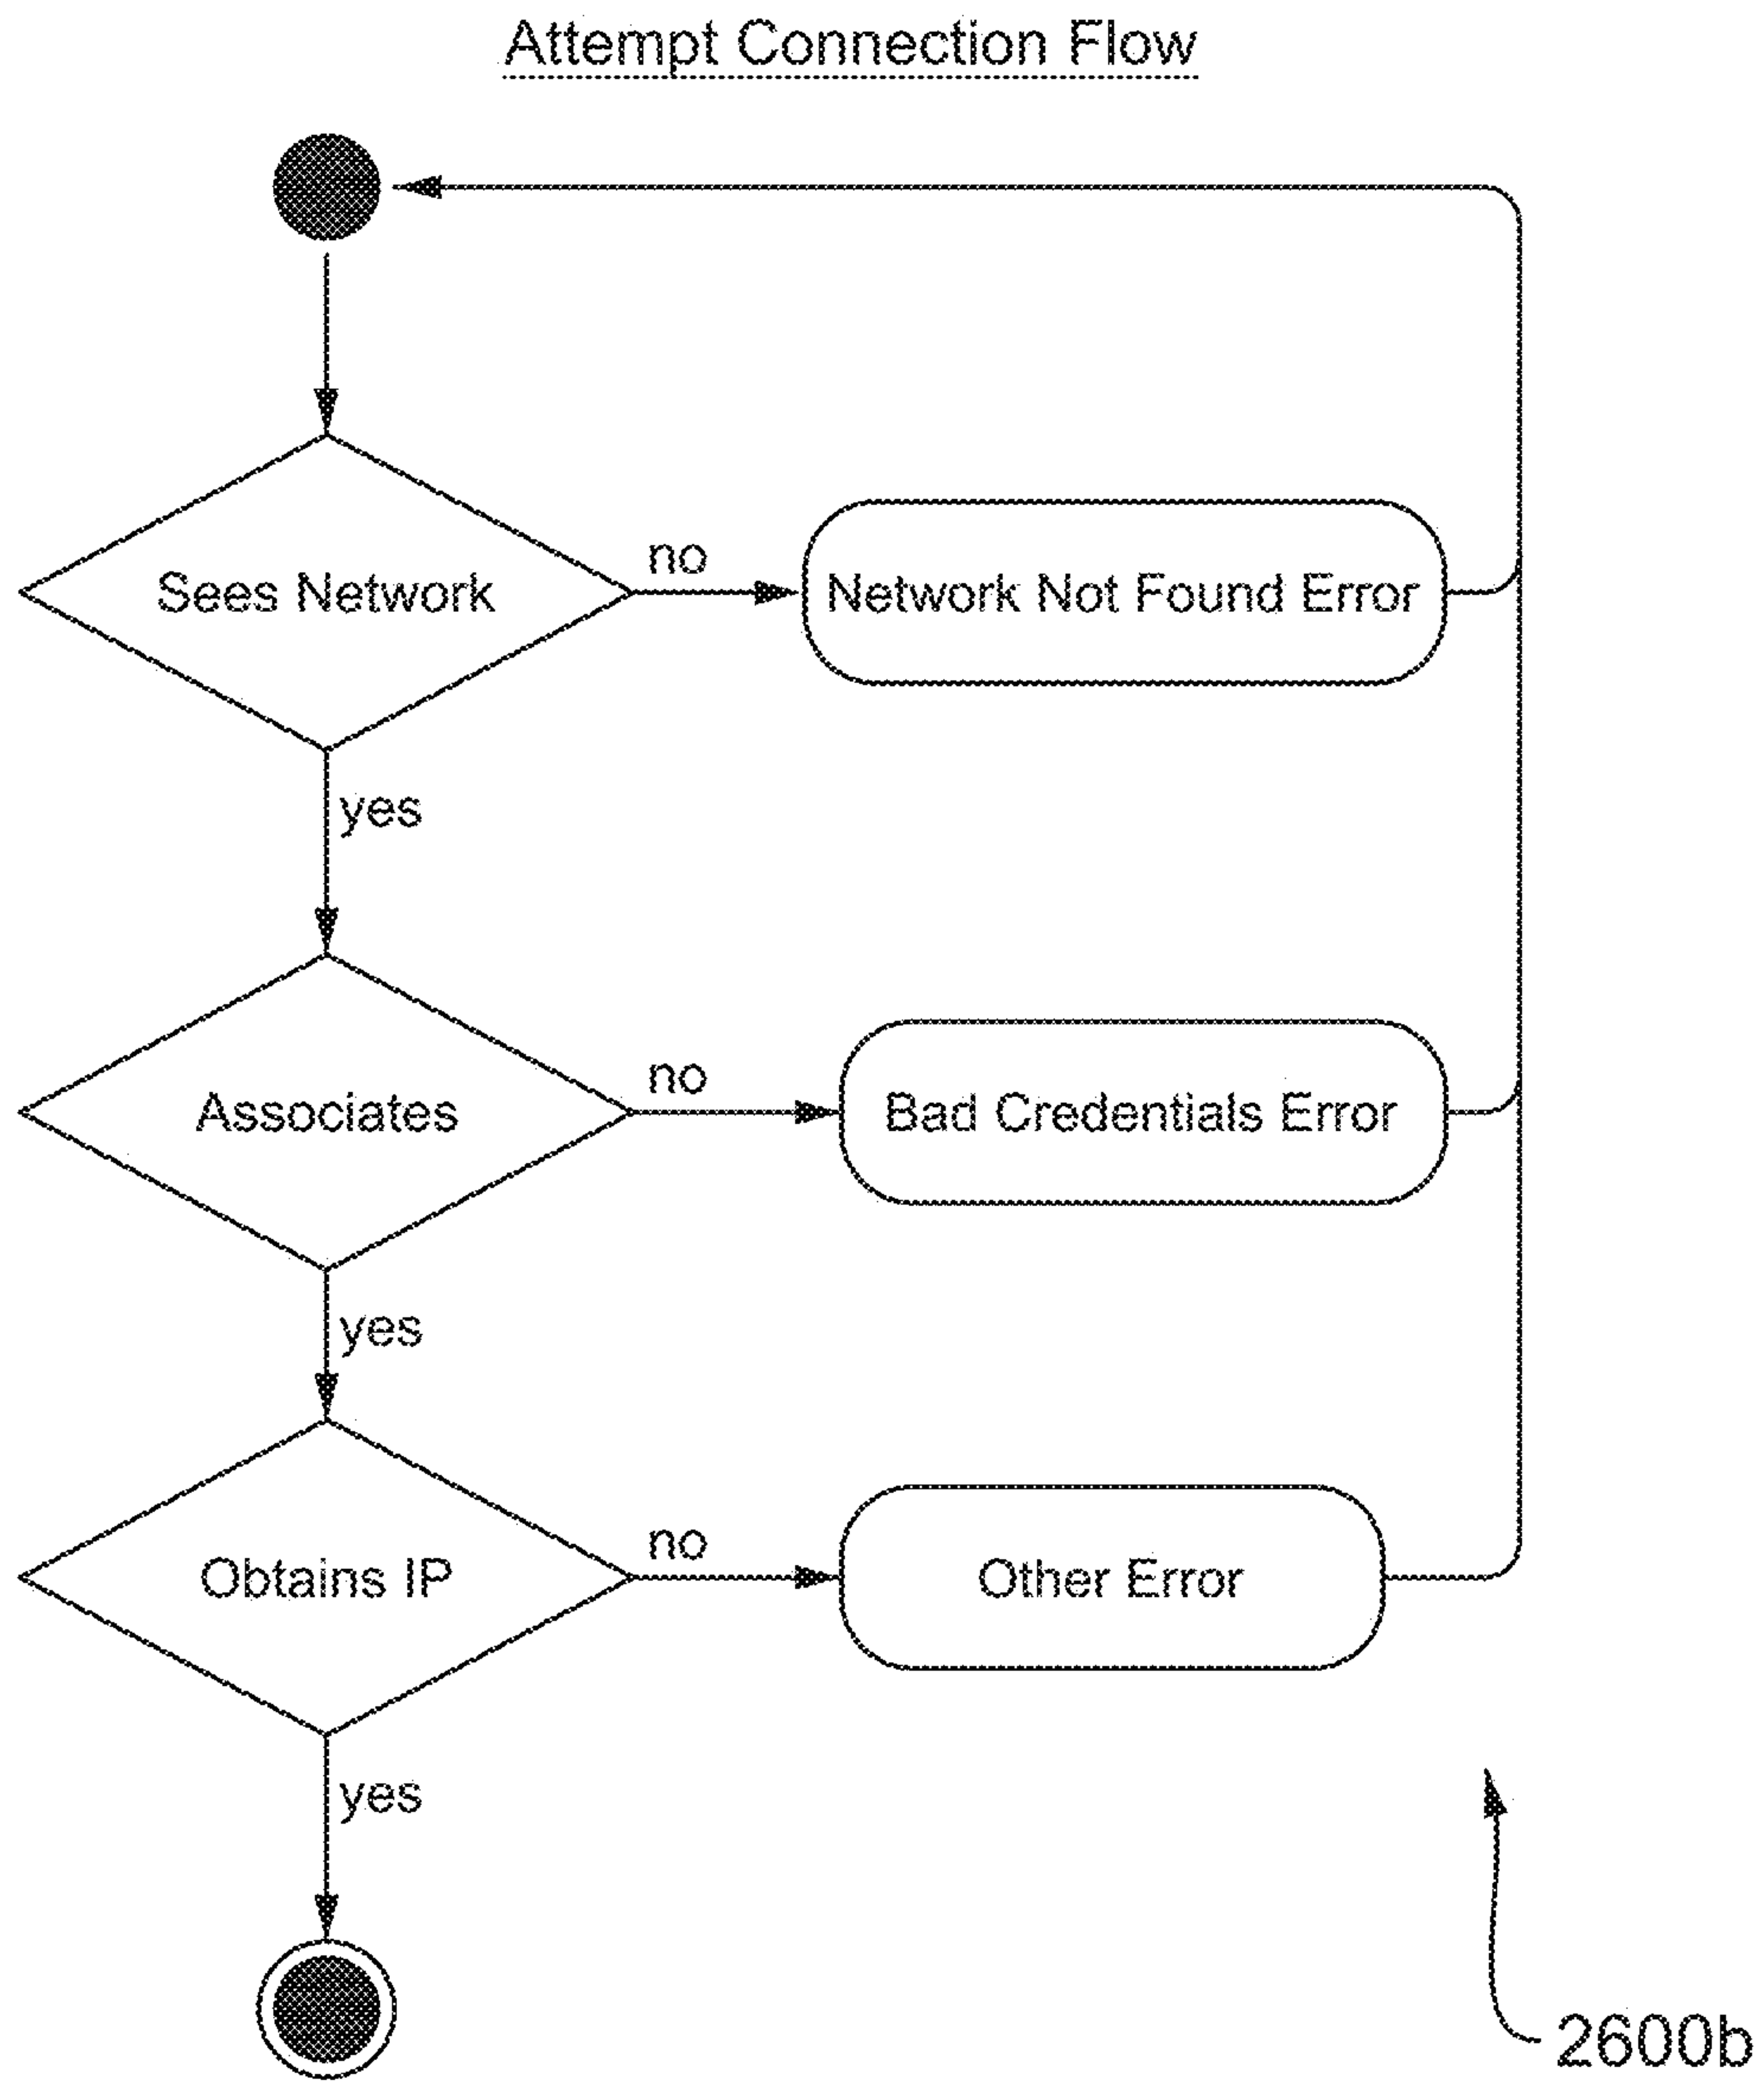 Attempt Connection Flow
Sees Network
no
Network Not Found Error
yes
Associates
no
Bad Credentials Error
yes
Obtains IP
no
Other Error
yes
2600b